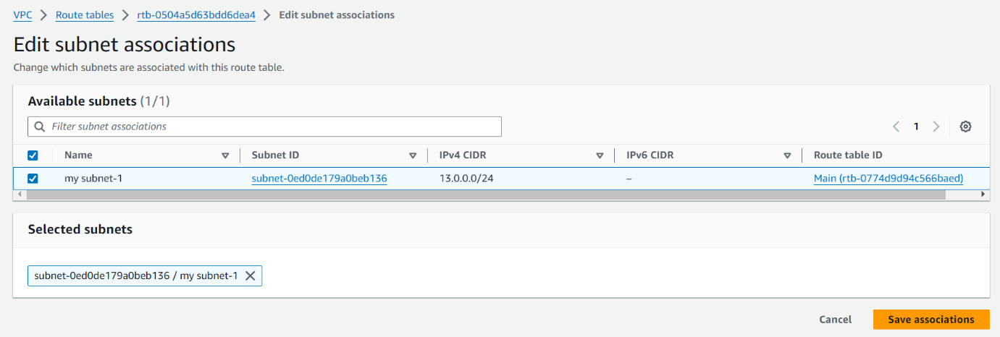 VPC > Route tables > rtb-0504a5d63bdd6dea4 > Edit subnet associations
Edit subnet associations
Change which subnets are associated with this route table.
Available subnets (1/1)
Filter subnet associations
1
Name Subnet ID IPv4 CIDR IPv6 CIDR Route table ID
my subnet-1 subnet-0ed0de179a0beb136 13.0.0.0/24 – Main (rtb-0774d9d94c566baed)
Selected subnets
subnet-0ed0de179a0beb136 / my subnet-1
Cancel Save associations